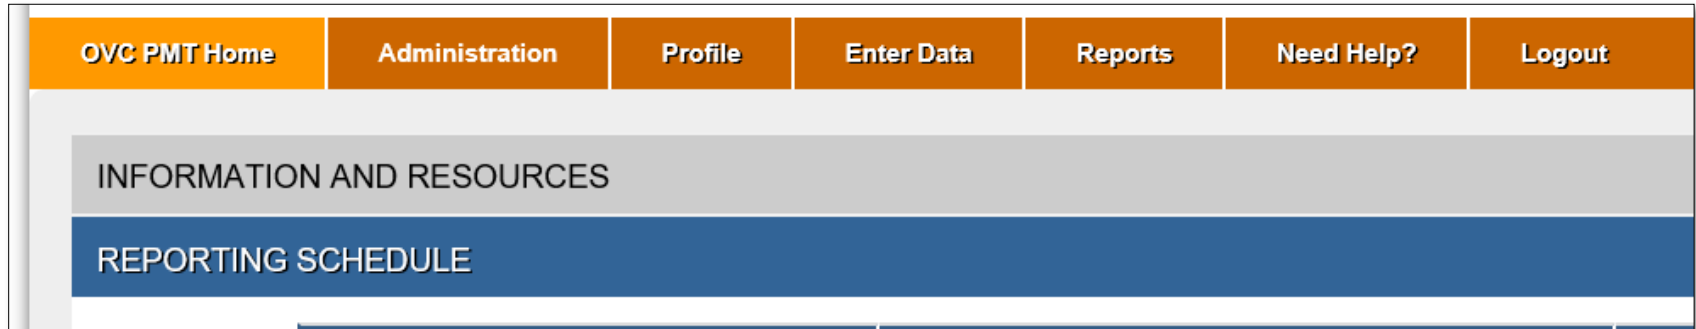 OVC PMT Home Administration Profile Enter Data Reports Need Help? Logout
INFORMATION AND RESOURCES
REPORTING SCHEDULE